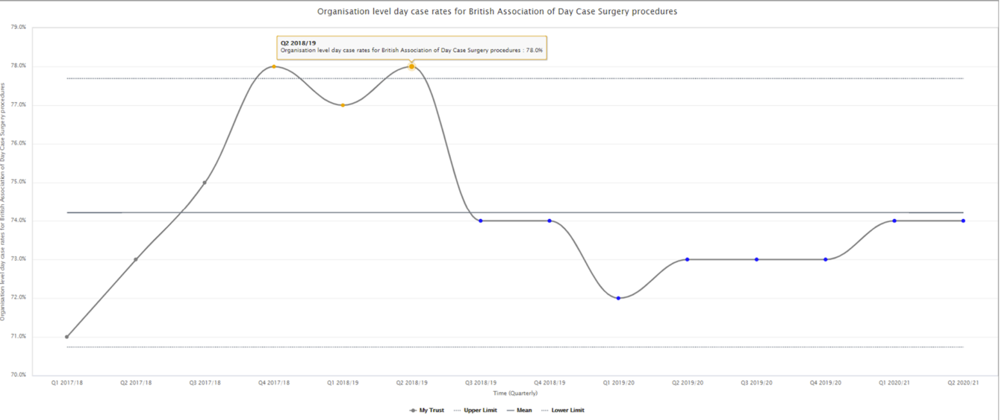 Organisation level day case rates for British Association of Day Case Surgery procedures
Organisation level day case rates for British Association of Day Case Surgery procedures
79.0%
78.0%
77.0%
76.0%
75.0%
74.0%
73.0%
72.0%
71.0%
70.0%
Q2 2018/19
Organisation level day case rates for British Association of Day Case Surgery procedures : 78.0%
Q1 2017/18 Q2 2017/18 Q3 2017/18 Q4 2017/18 Q1 2018/19 Q2 2018/19 Q3 2018/19 Q4 2018/19 Q1 2019/20 Q2 2019/20 Q3 2019/20 Q4 2019/20 Q1 2020/21 Q2 2020/21
Time (Quarterly)
My Trust Upper Limit Mean Lower Limit